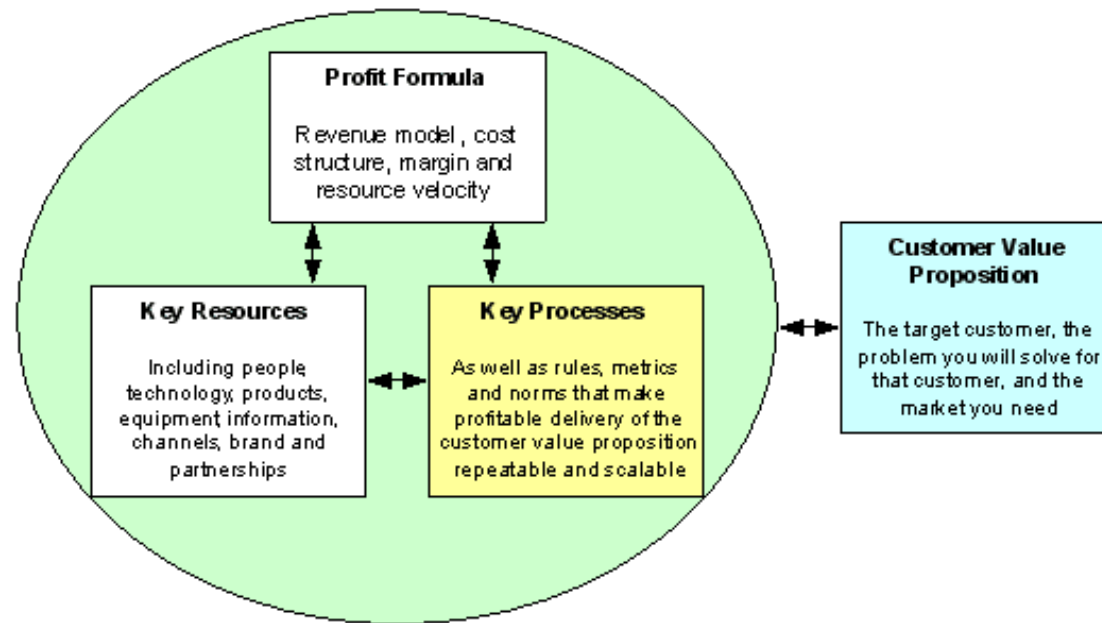 Profit Formula
Revenue model, cost
structure, margin and
resource velocity
Key Resources
Including people,
technology, products,
equipment, information,
channels, brand and
partnerships
Key Processes
As well as rules, metrics
and norms that make
profitable delivery of the
customer value proposition
repeatable and scalable
Customer Value
Proposition
The target customer, the
problem you will solve for
that customer, and the
market you need